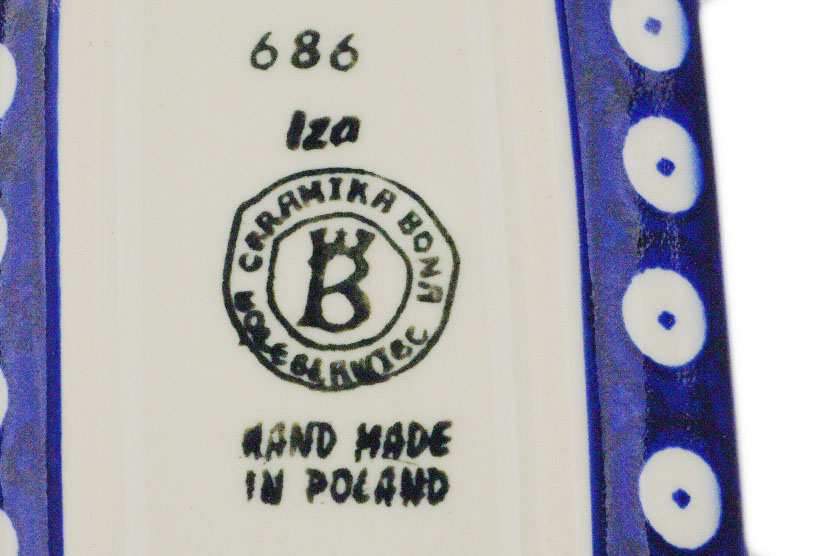 686
Iza
CERAMIKA BONA
BOLESŁAWIEC
B
HAND MADE
IN POLAND